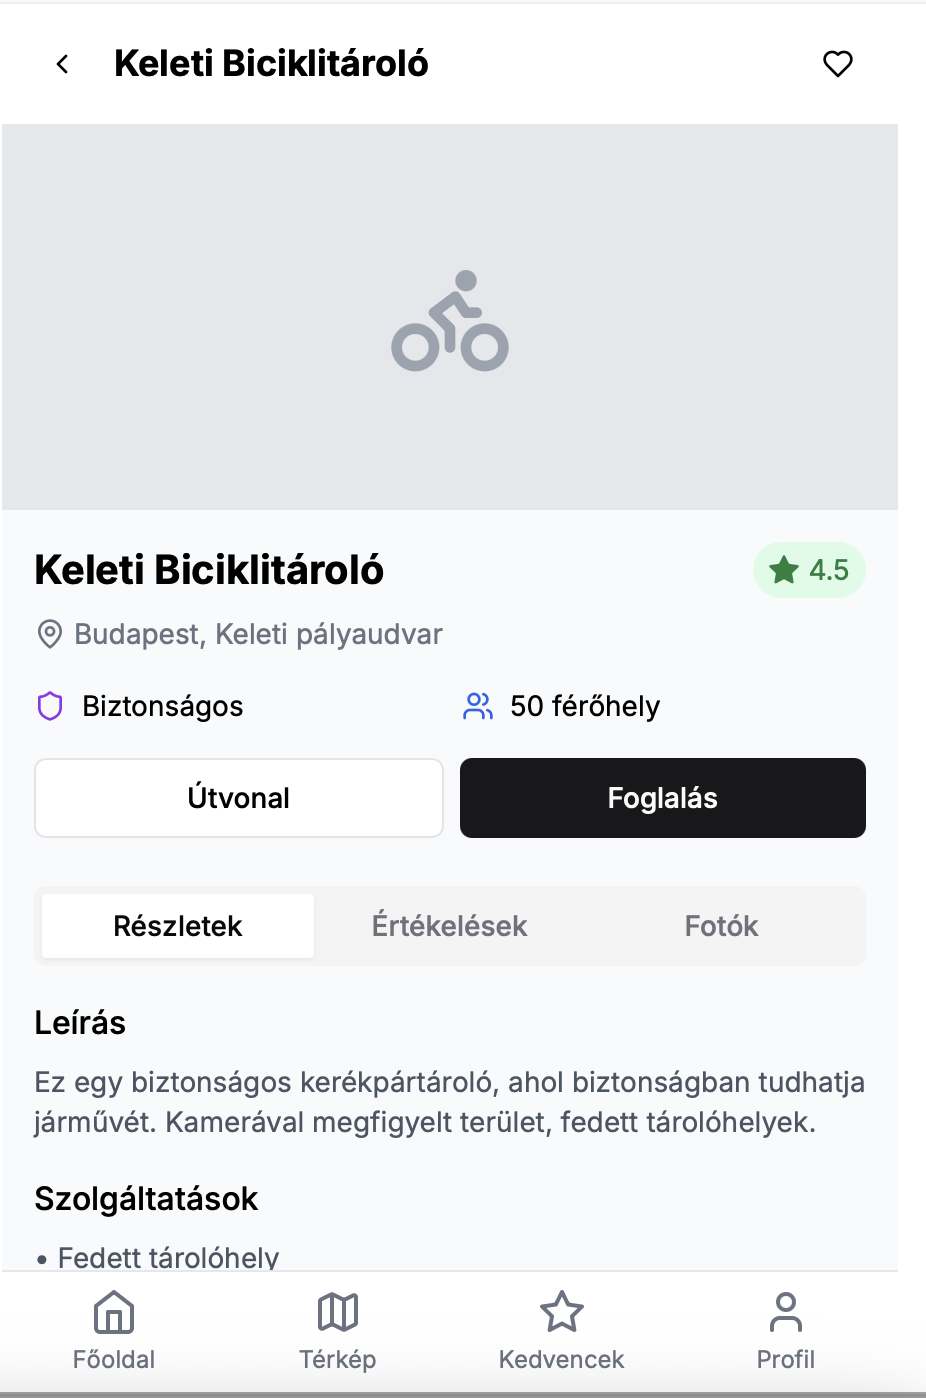 Keleti Biciklitároló
Keleti Biciklitároló
4.5
Budapest, Keleti pályaudvar
Biztonságos
50 férőhely
Útvonal
Foglalás
Részletek
Értékelések
Fotók
Leírás
Ez egy biztonságos kerékpártároló, ahol biztonságban tudhatja
járművét. Kamerával megfigyelt terület, fedett tárolóhelyek.
Szolgáltatások
• Fedett tárolóhely
Főoldal
Térkép
Kedvencek
Profil